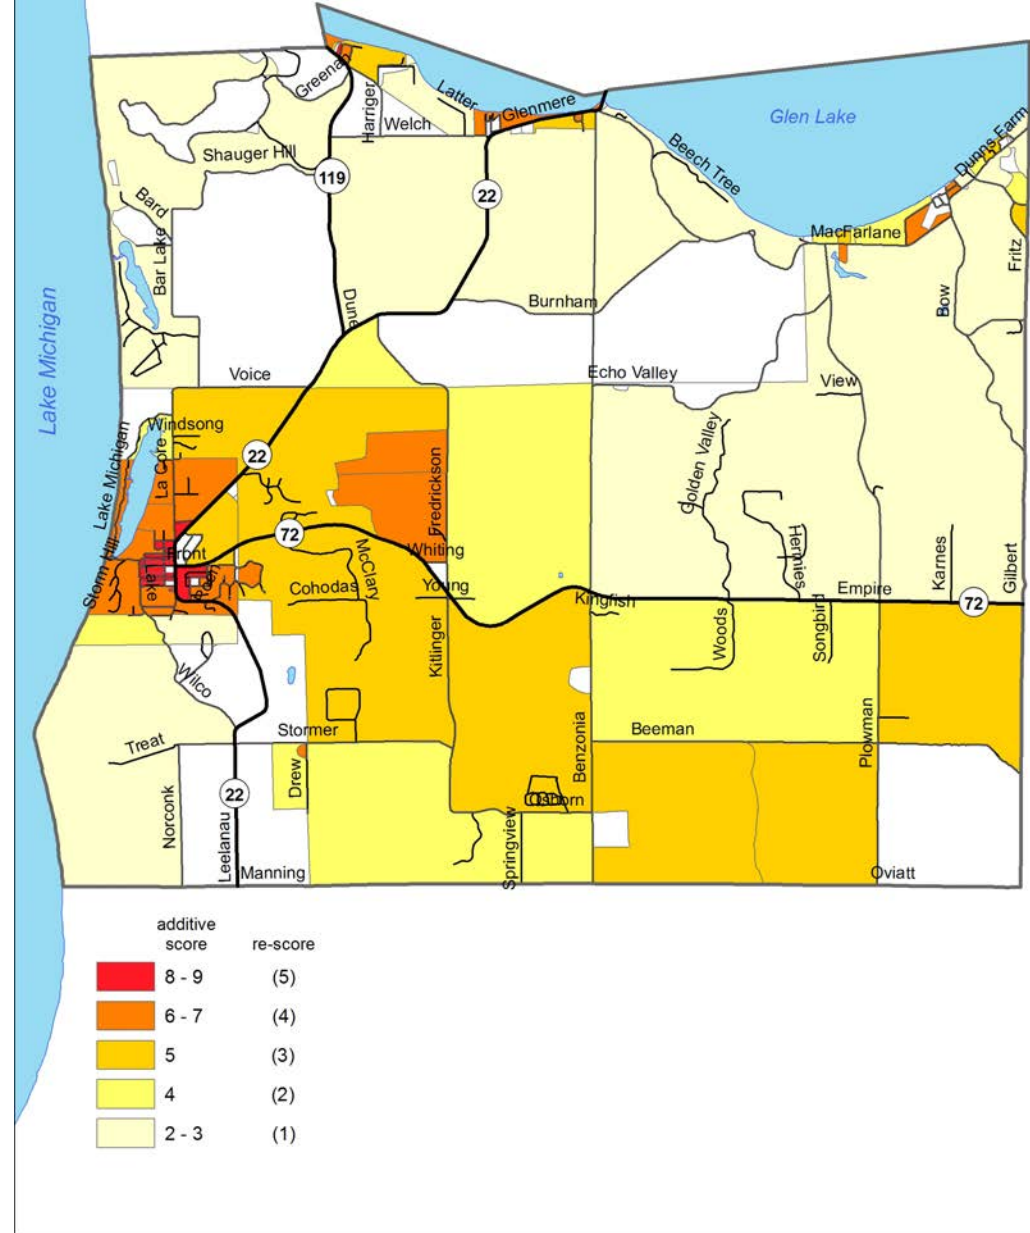 Greenan
Harriger
Latter
Glenmere
Welch
Glen Lake
Dunns Farm
Shauger Hill
119
22
Beech Tree
Bard
Bar Lake
MacFarlane
Fritz
Bow
Dune
Burnham
Lake Michigan
Voice
Echo Valley
View
Windsong
La Core
Lake Michigan
22
Fredrickson
Golden Valley
72
Front
Whiting
Storm Hill
Lake
McClary
Hermies
Karnes
Gilbert
Cohodas
Young
Kingfish
Empire
72
Woods
Songbird
Kitlinger
Wilco
Stormer
Benzonia
Beeman
Plowman
Treat
Drew
22
Norconk
Leelanau
Manning
Springview
Oviatt
additive
score re-score
8 - 9 (5)
6 - 7 (4)
5 (3)
4 (2)
2 - 3 (1)